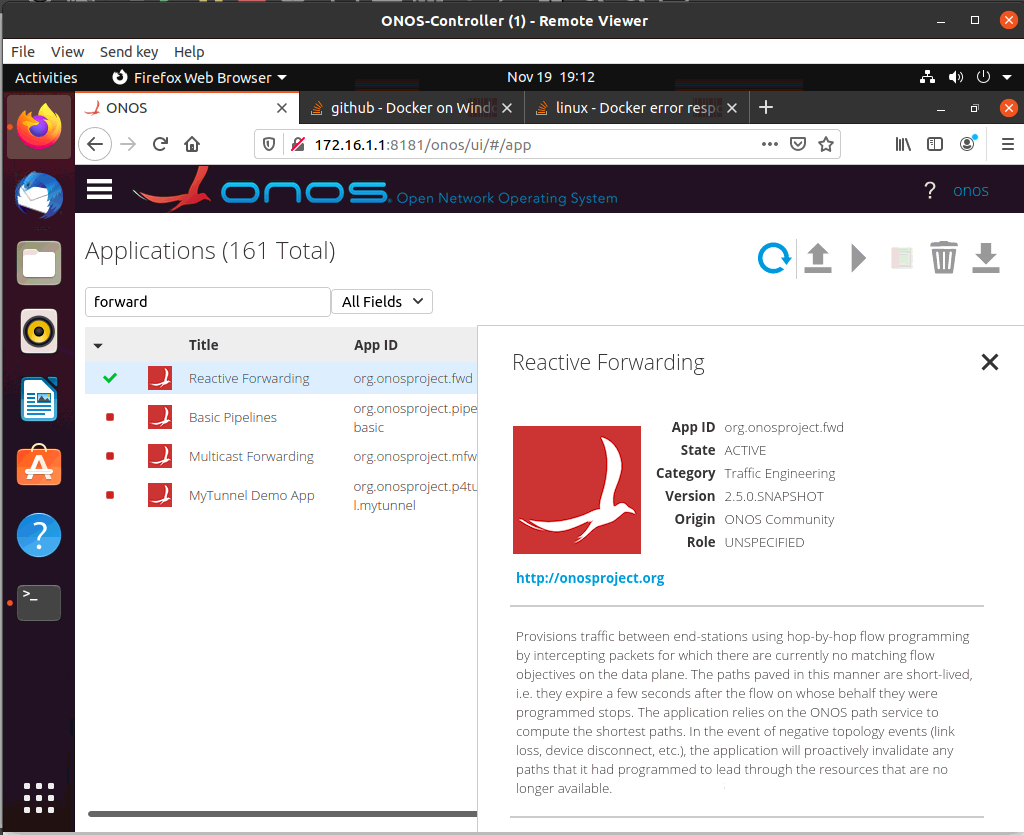 ONOS-Controller (1) - Remote Viewer
File View Send key Help
Activities Firefox Web Browser Nov 19 19:12
ONOS github - Docker on Wind linux - Docker error resp
172.16.1.1:8181/onos/ui/#/app
onos Open Network Operating System ? onos
Applications (161 Total)
forward All Fields
Title App ID
Reactive Forwarding org.onosproject.fwd
Basic Pipelines org.onosproject.pipe
basic
Multicast Forwarding org.onosproject.mfw
MyTunnel Demo App org.onosproject.p4tu
l.mytunnel
Reactive Forwarding
App ID org.onosproject.fwd
State ACTIVE
Category Traffic Engineering
Version 2.5.0.SNAPSHOT
Origin ONOS Community
Role UNSPECIFIED
http://onosproject.org
Provisions traffic between end-stations using hop-by-hop flow programming
by intercepting packets for which there are currently no matching flow
objectives on the data plane. The paths paved in this manner are short-lived,
i.e. they expire a few seconds after the flow on whose behalf they were
programmed stops. The application relies on the ONOS path service to
compute the shortest paths. In the event of negative topology events (link
loss, device disconnect, etc.), the application will proactively invalidate any
paths that it had programmed to lead through the resources that are no
longer available.